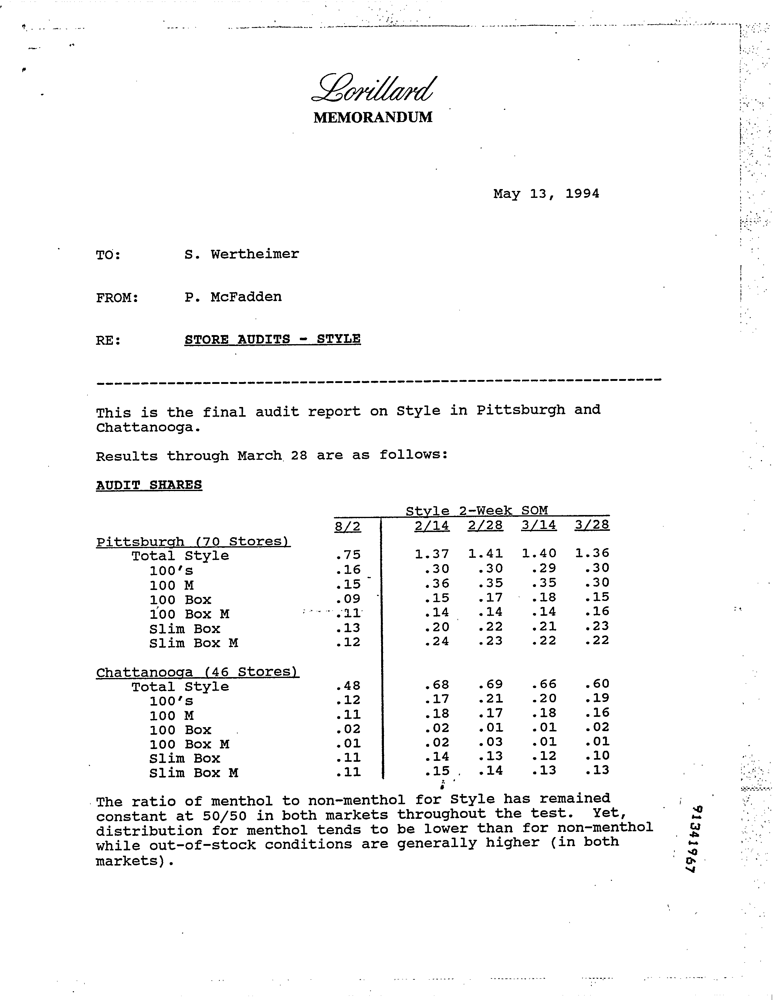 Lorillard
MEMORANDUM
May 13, 1994
TO: S. Wertheimer
FROM: P. McFadden
RE: STORE AUDITS - STYLE
This is the final audit report on Style in Pittsburgh and
Chattanooga.
Results through March 28 are as follows:
AUDIT SHARES
Style 2-Week SOM
8/2 2/14 2/28 3/14 3/28
Pittsburgh (70 Stores)
Total Style .75 1.37 1.41 1.40 1.36
100's .16 .30 .30 .29 .30
100 M .15 .36 .35 .35 .30
100 Box .09 .15 .17 .18 .15
100 Box M .11 .14 .14 .14 .16
Slim Box .13 .20 .22 .21 .23
Slim Box M .12 .24 .23 .22 .22
Chattanooga (46 Stores)
Total Style .48 .68 .69 .66 .60
100's .12 .17 .21 .20 .19
100 M .11 .18 .17 .18 .16
100 Box .02 .02 .01 .01 .02
100 Box M .01 .02 .03 .01 .01
Slim Box .11 .14 .13 .12 .10
Slim Box M .11 .15 .14 .13 .13
The ratio of menthol to non-menthol for Style has remained
constant at 50/50 in both markets throughout the test. Yet,
distribution for menthol tends to be lower than for non-menthol
while out-of-stock conditions are generally higher (in both
markets).
91341967